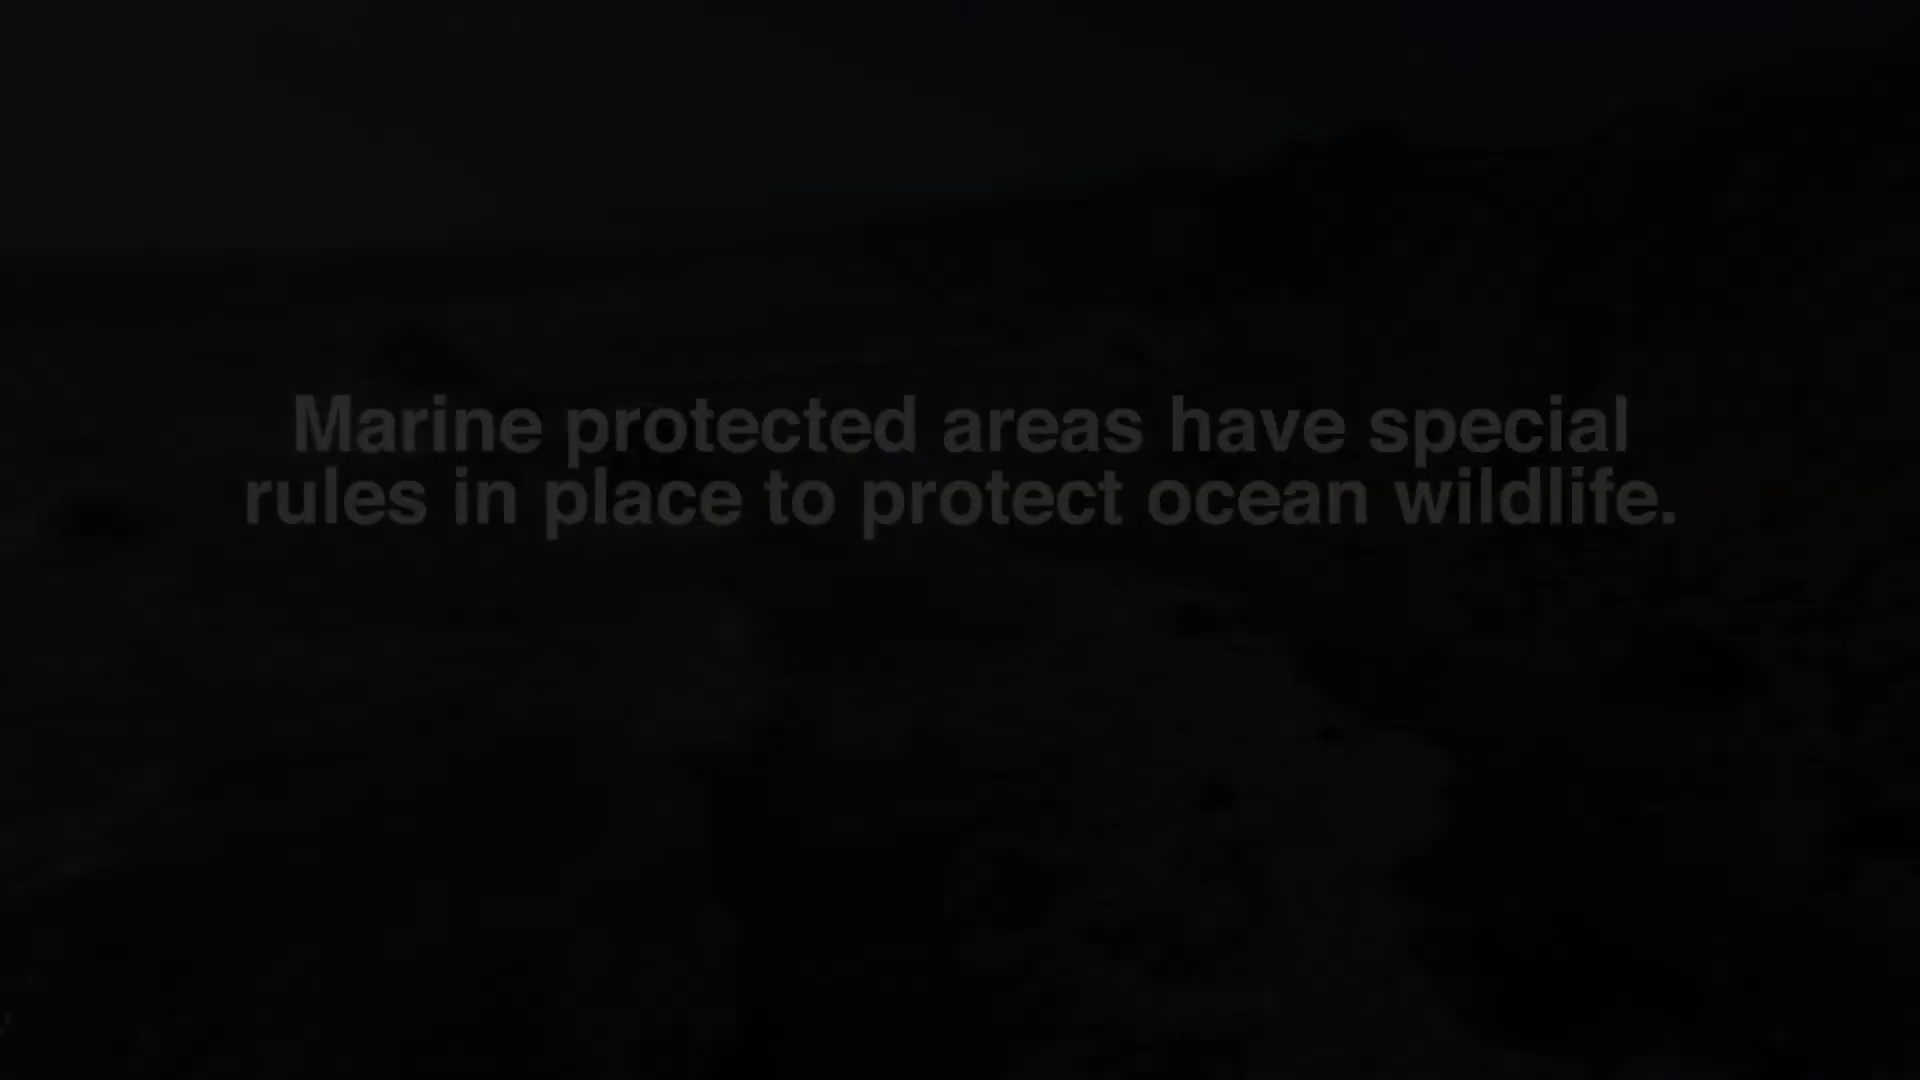 Marine protected areas have special
rules in place to protect ocean wildlife.